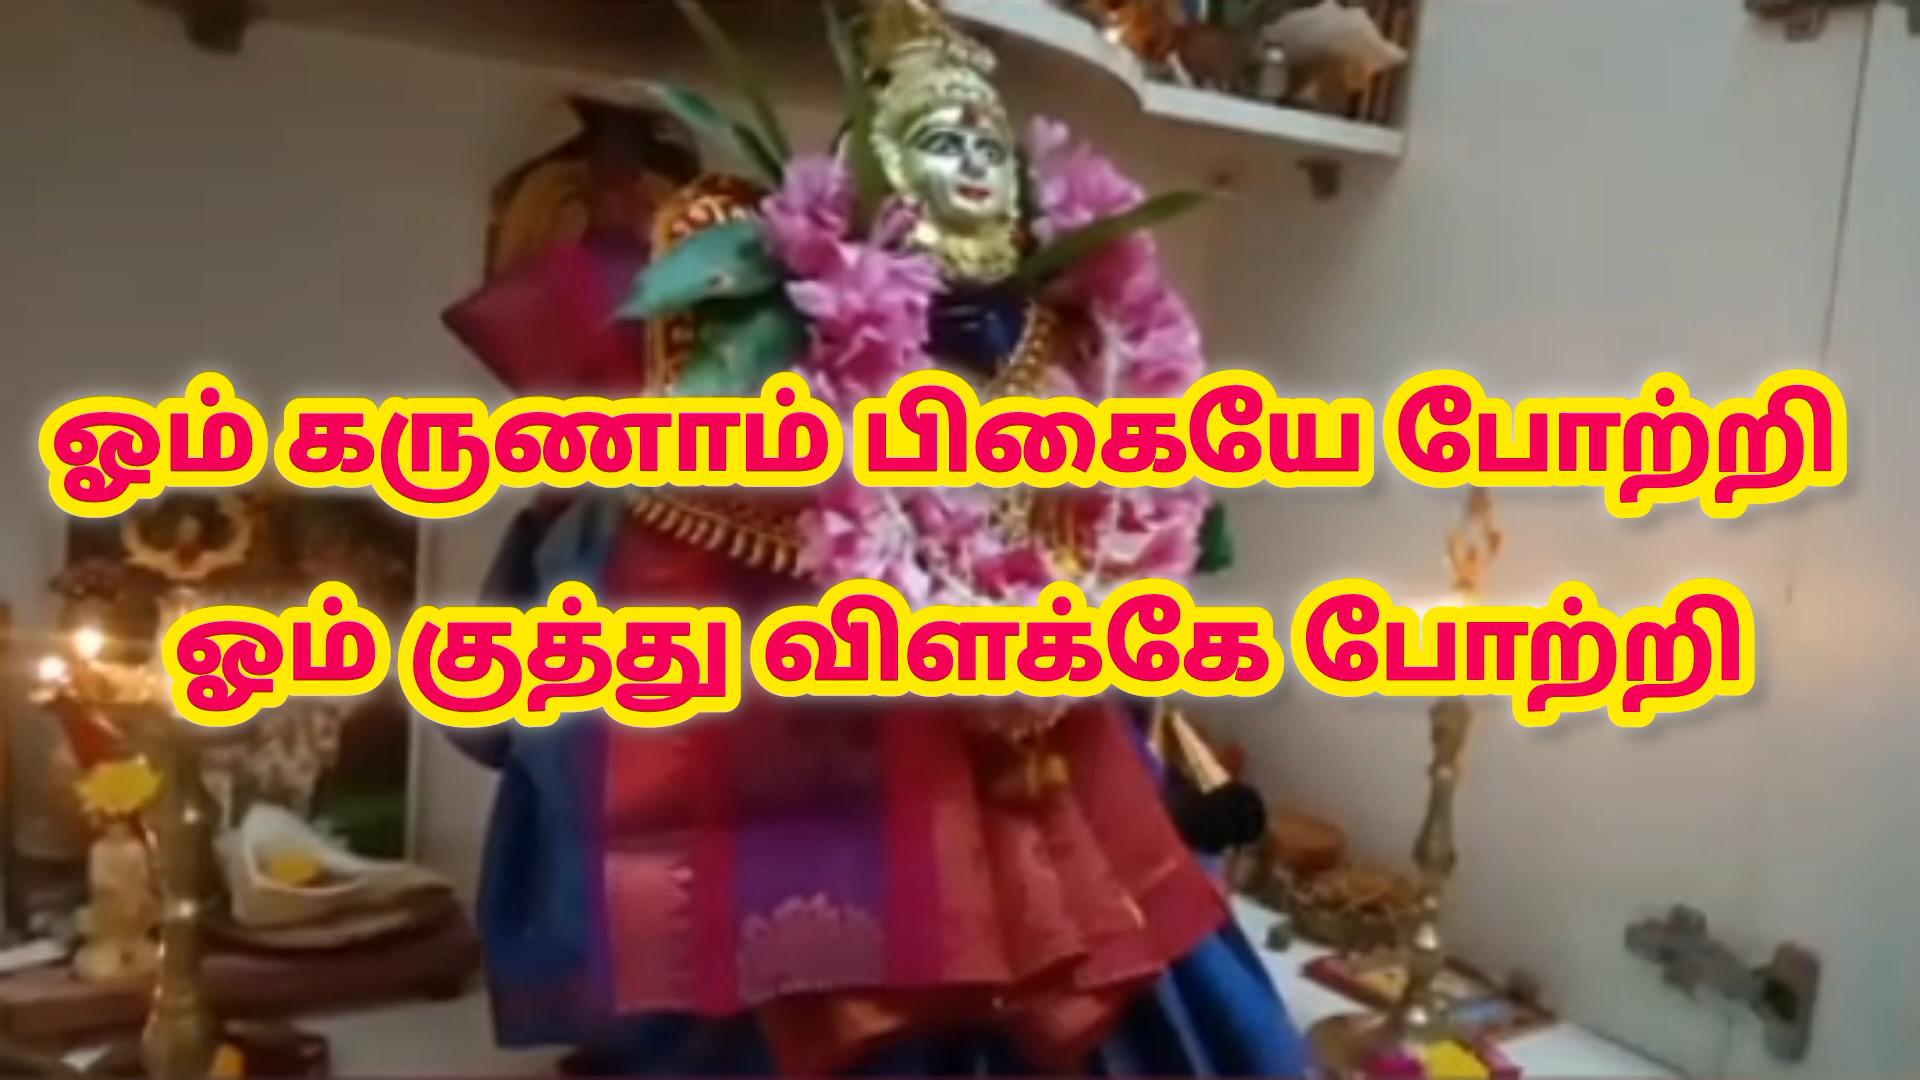 ஓம் கருணாம் பிகையே போற்றி
ஓம் குத்து விளக்கே போற்றி